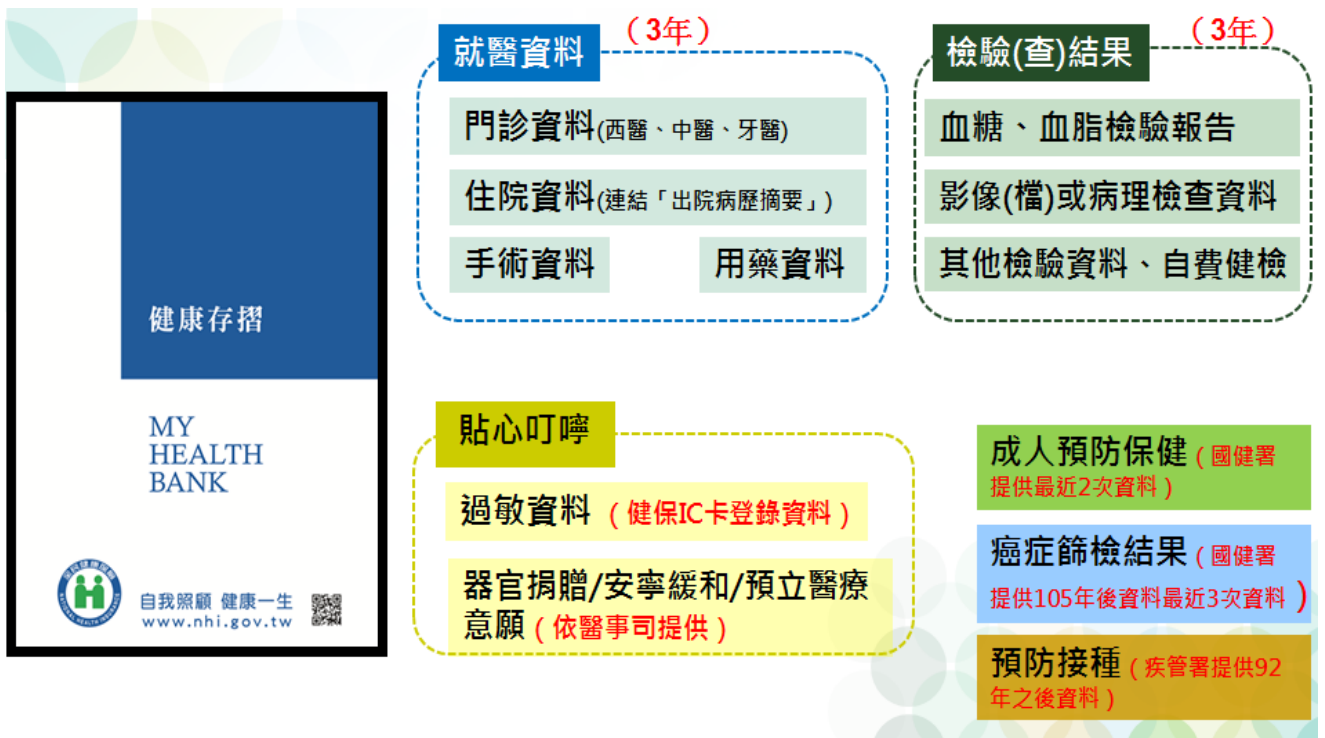 健康存摺
MY
HEALTH
BANK
自我照顧 健康一生
www.nhi.gov.tw
就醫資料
（3年）
門診資料(西醫、中醫、牙醫)
住院資料(連結「出院病歷摘要」)
手術資料
用藥資料
檢驗(查)結果
（3年）
血糖、血脂檢驗報告
影像(檔)或病理檢查資料
其他檢驗資料、自費健檢
貼心叮嚀
過敏資料（健保IC卡登錄資料）
器官捐贈/安寧緩和/預立醫療
意願（依醫事司提供）
成人預防保健（國健署
提供最近2次資料）
癌症篩檢結果（國健署
提供105年後資料最近3次資料）
預防接種（疾管署提供92
年之後資料）